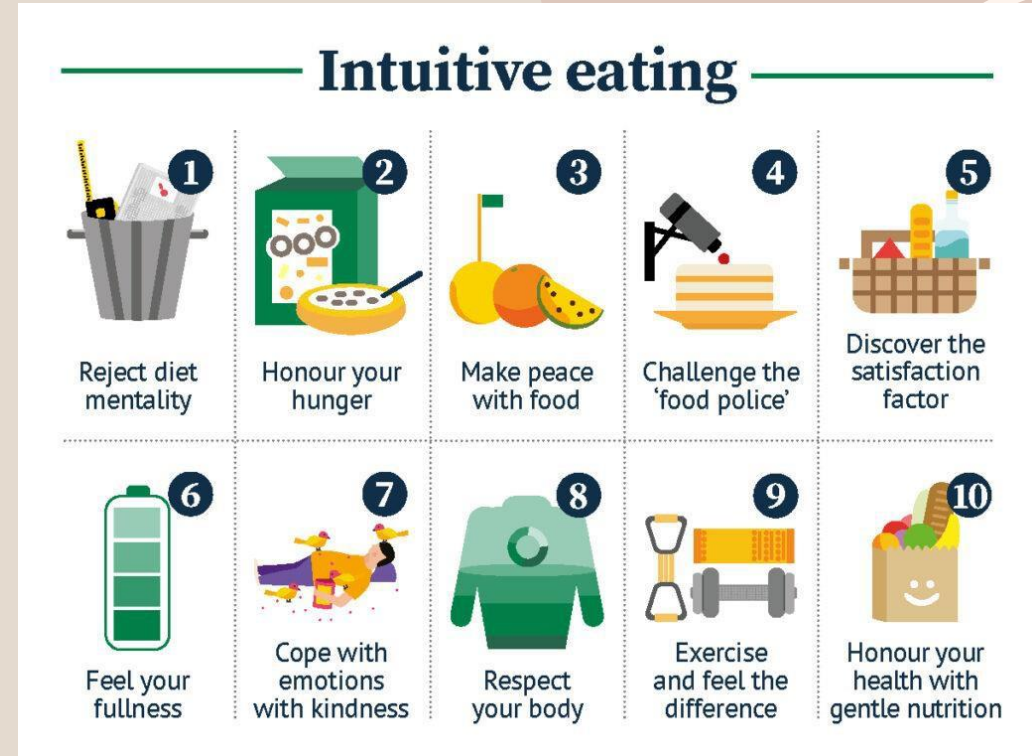 Intuitive eating
1
Reject diet
mentality
2
Honour your
hunger
3
Make peace
with food
4
Challenge the
‘food police’
5
Discover the
satisfaction
factor
6
Feel your
fullness
7
Cope with
emotions
with kindness
8
Respect
your body
9
Exercise
and feel the
difference
10
Honour your
health with
gentle nutrition